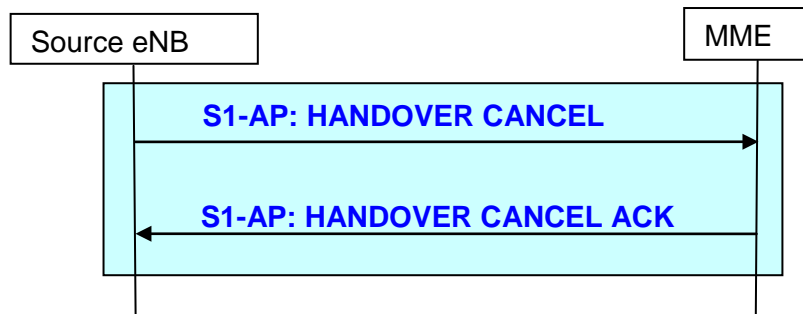 Source eNB
MME
S1-AP: HANDOVER CANCEL
S1-AP: HANDOVER CANCEL ACK